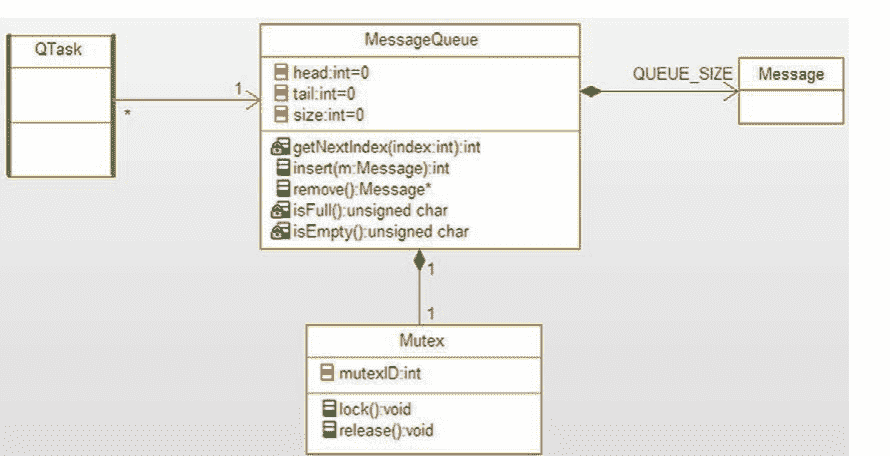 QTask
*
1
MessageQueue
head:int=0
tail:int=0
size:int=0
getNextIndex(index:int):int
insert(m:Message):int
remove():Message*
isFull():unsigned char
isEmpty():unsigned char
QUEUE_SIZE
Message
1
1
Mutex
mutexID:int
lock():void
release():void